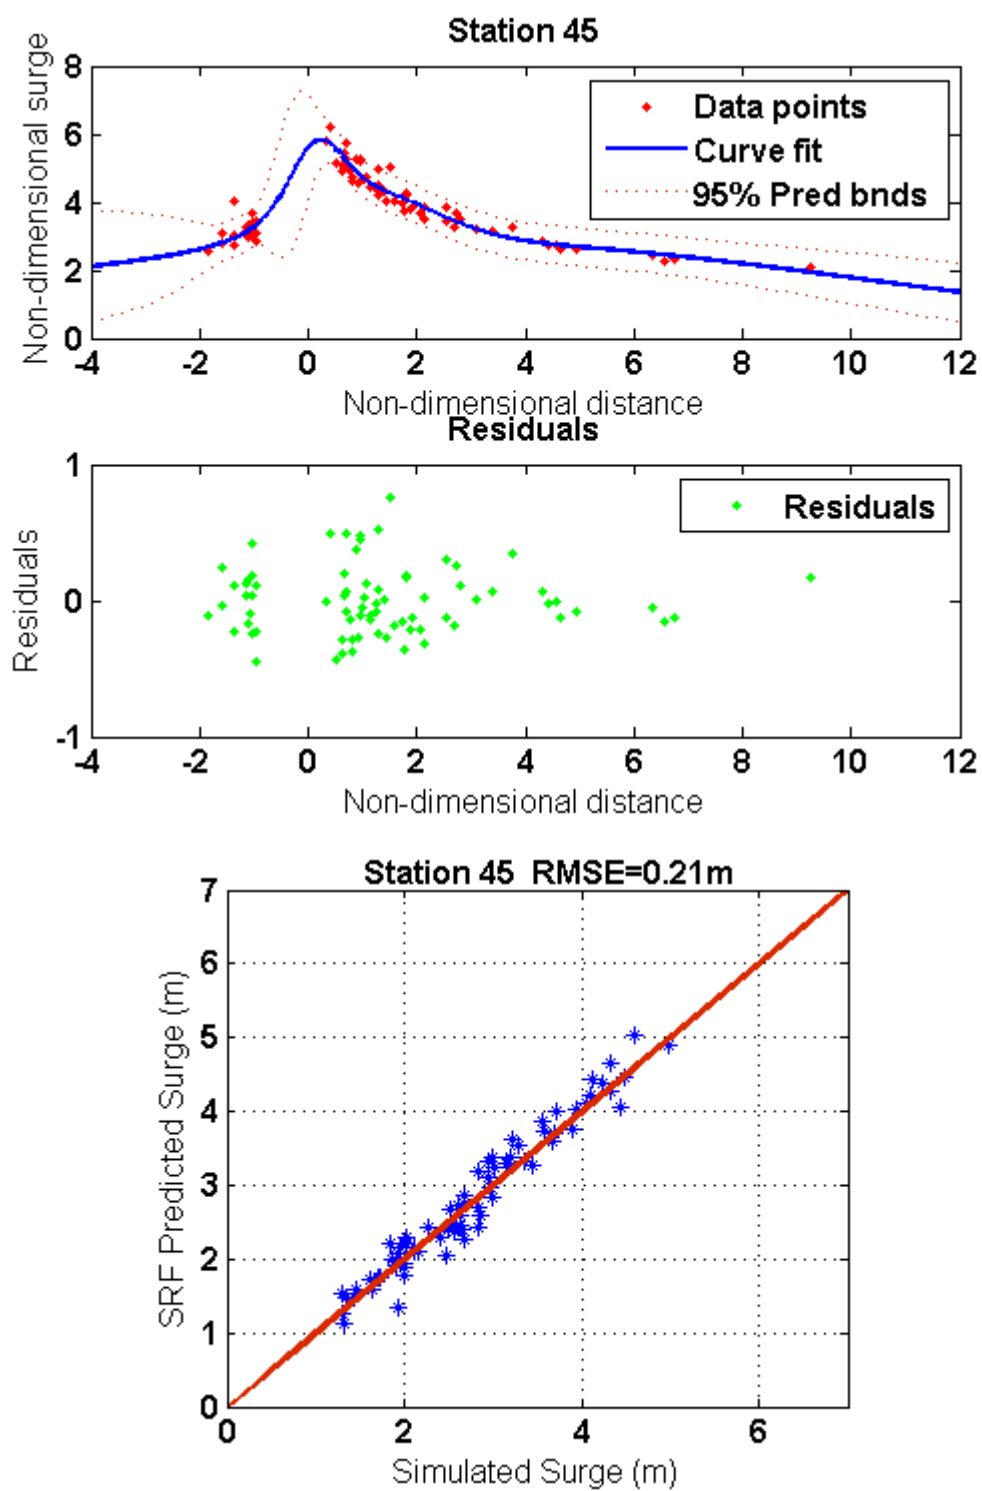 Station 45
Non-dimensional surge
8
6
4
2
0
Data points
Curve fit
95% Pred bnds
-4 -2 0 2 4 6 8 10 12
Non-dimensional distance
Residuals
Residuals
1
0
-1
Residuals
-4 -2 0 2 4 6 8 10 12
Non-dimensional distance
Station 45 RMSE=0.21m
SRF Predicted Surge (m)
7
6
5
4
3
2
1
0
0 2 4 6
Simulated Surge (m)